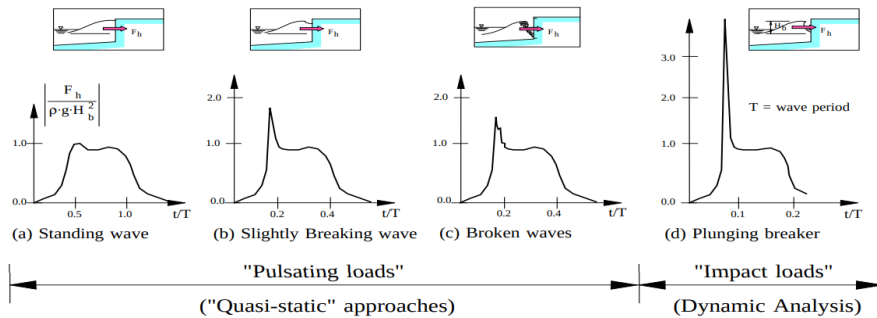 F h
F h
F h
H b
F h
| F h / ρ·g·H b 2 |
1.0
0.0
0.5
1.0
t/T
2.0
1.0
0.0
0.2
0.4
t/T
2.0
1.0
0.0
0.2
0.4
t/T
3.0
2.0
1.0
0.0
T = wave period
0.1
0.2
t/T
(a) Standing wave
(b) Slightly Breaking wave
(c) Broken waves
(d) Plunging breaker
"Pulsating loads"
"Impact loads"
("Quasi-static" approaches)
(Dynamic Analysis)